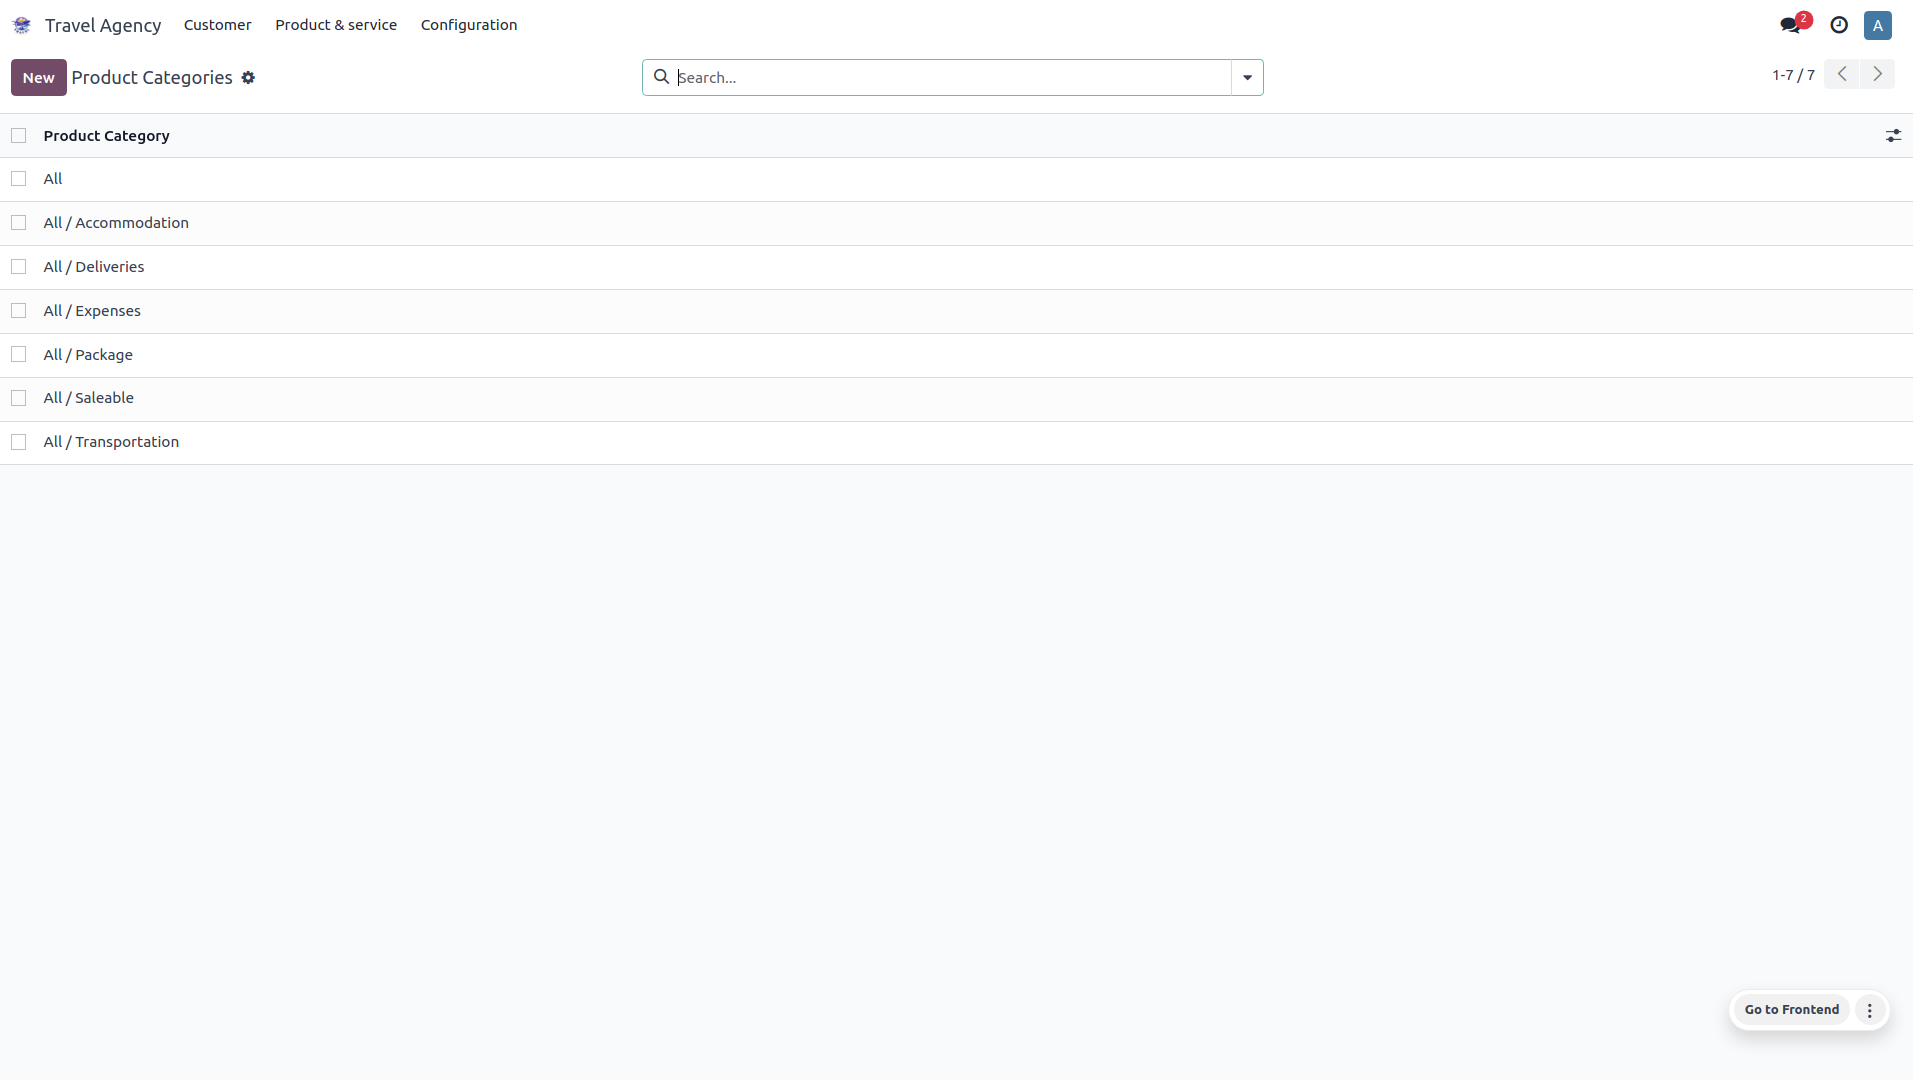 Travel Agency Customer Product & service Configuration 2 A
New Product Categories Search... 1-7 / 7
Product Category
All
All / Accommodation
All / Deliveries
All / Expenses
All / Package
All / Saleable
All / Transportation
Go to Frontend